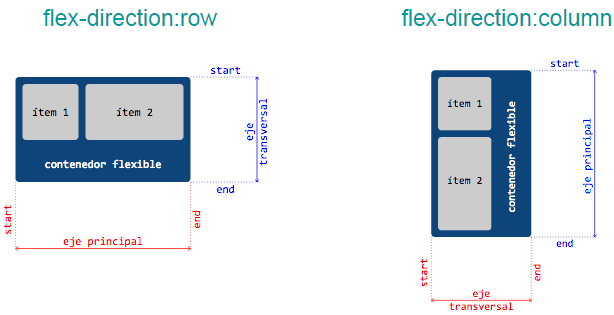 flex-direction:row
start
ítem 1
ítem 2
eje
transversal
contenedor flexible
end
start
end
eje principal
flex-direction:column
start
ítem 1
contenedor flexible
eje principal
ítem 2
end
start
end
eje
transversal